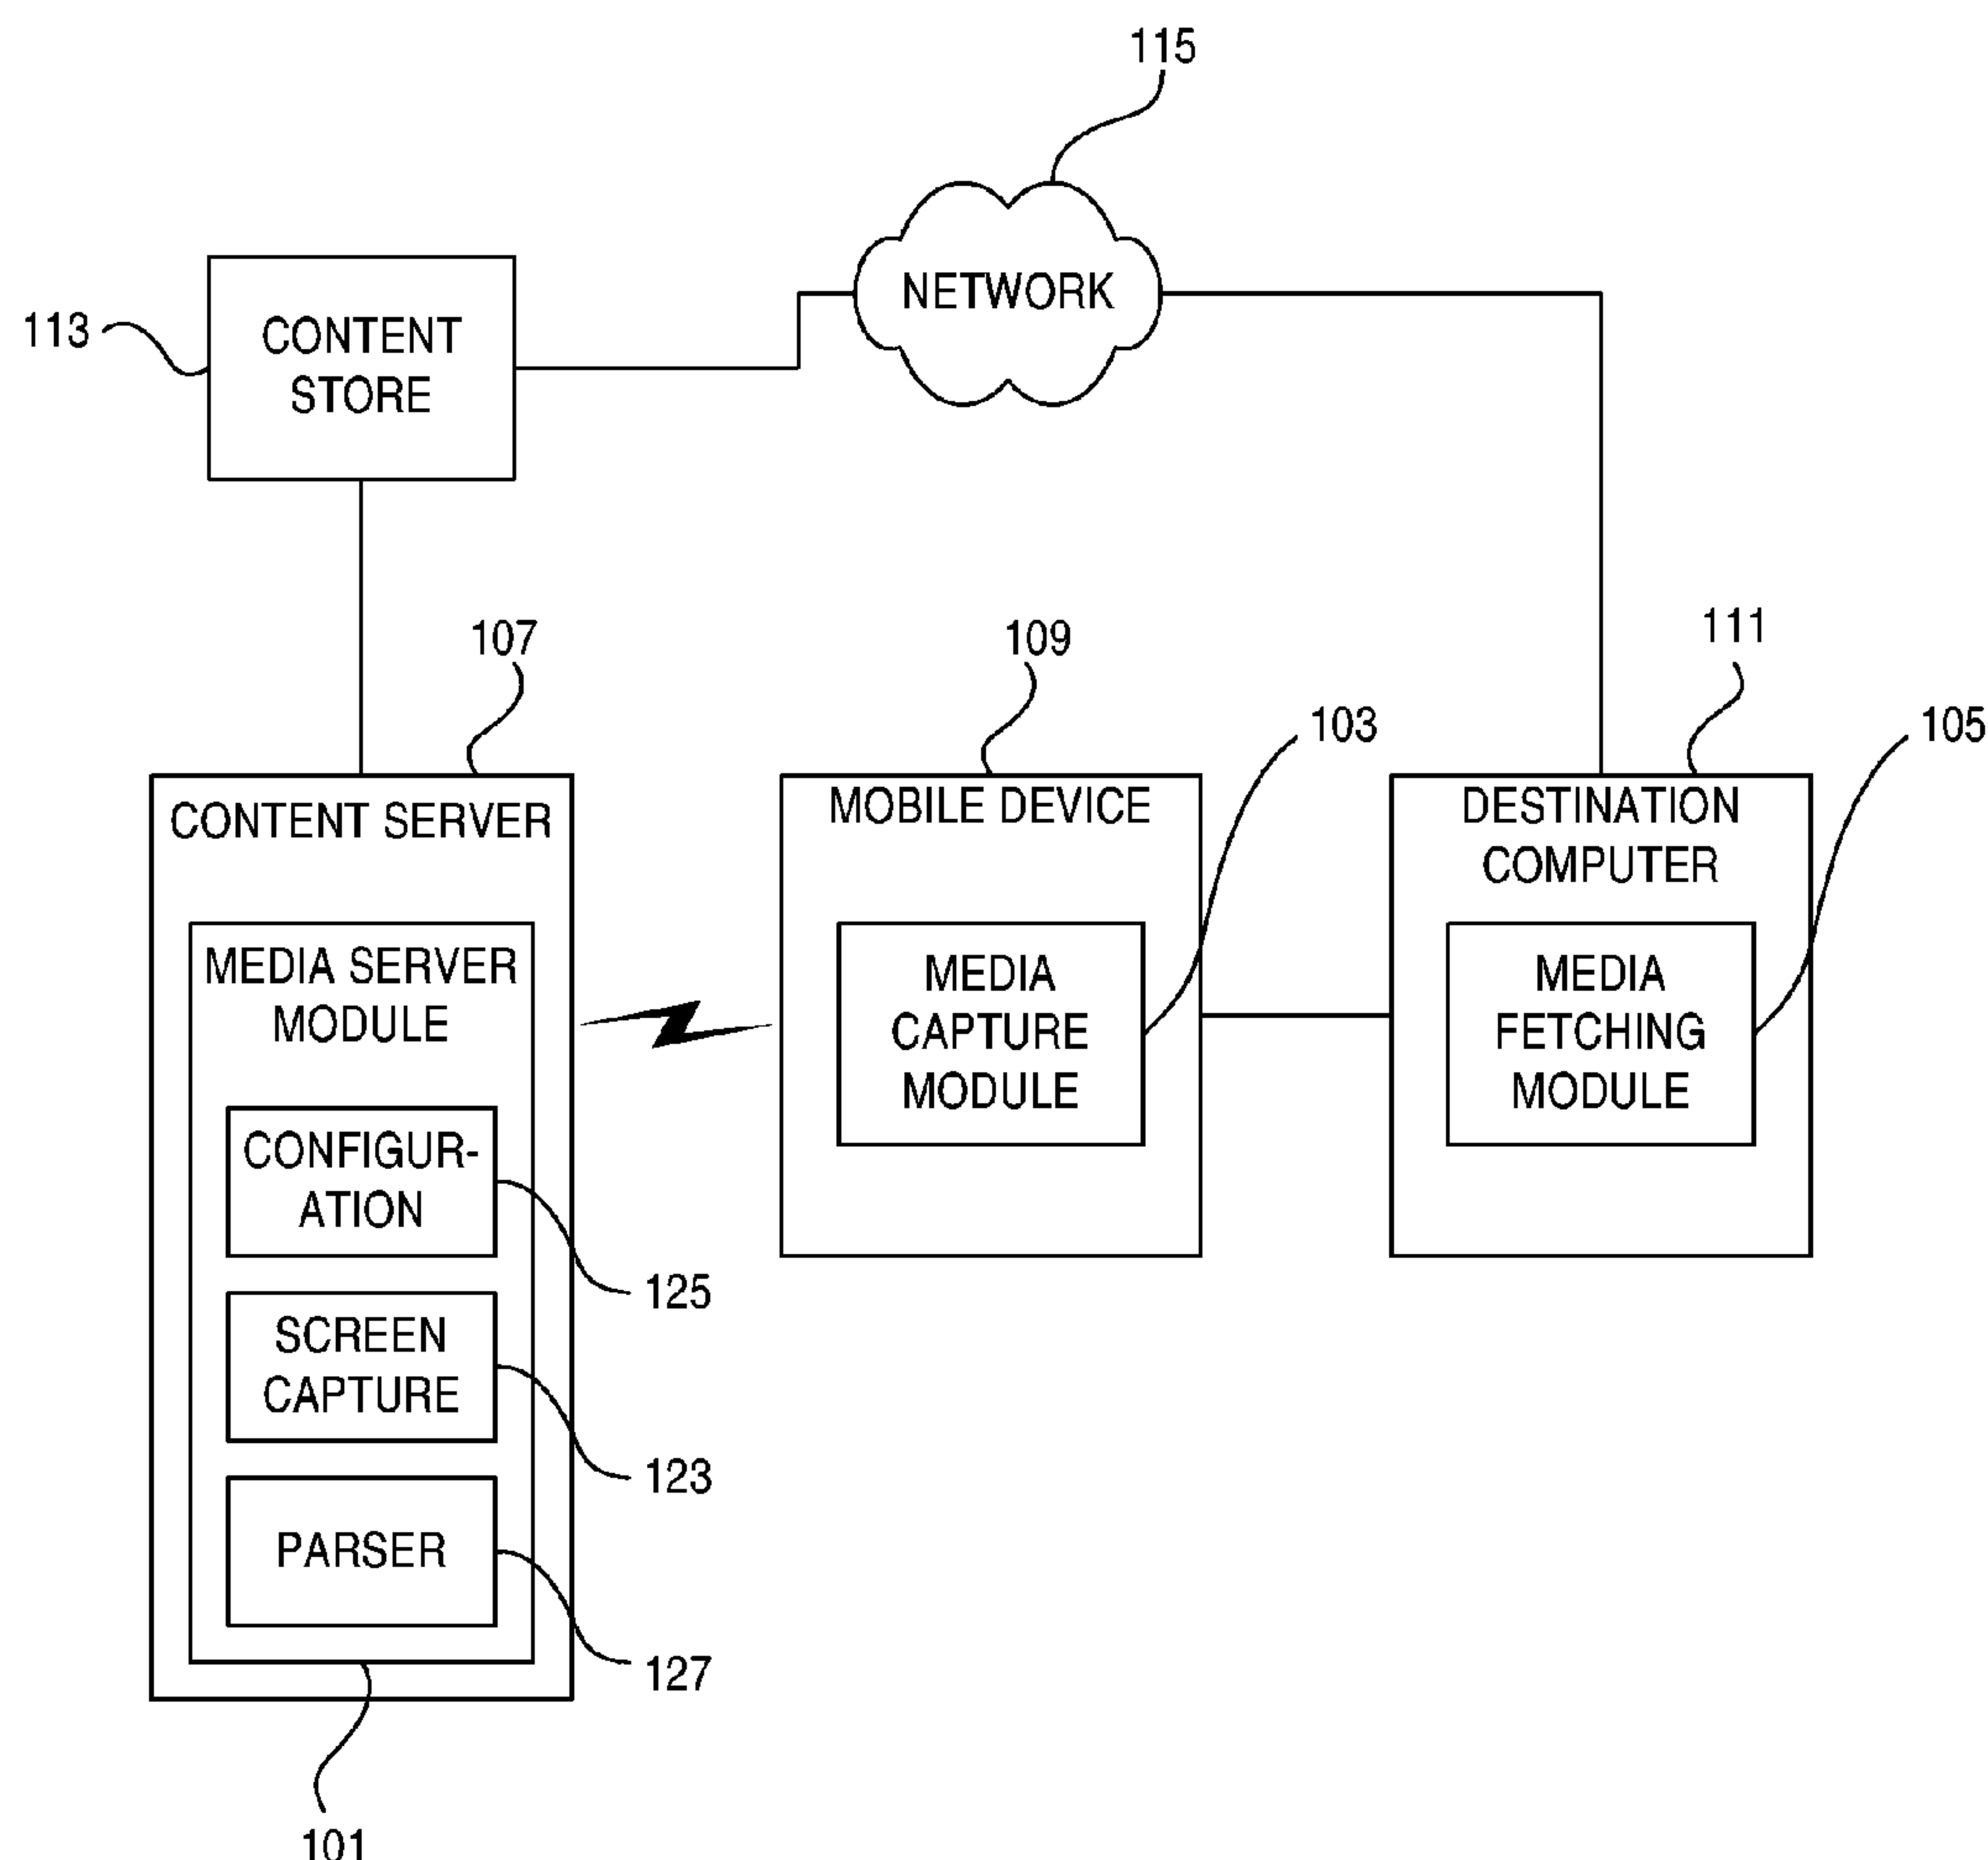 115
NETWORK
113
CONTENT
STORE
107
109
111
103
105
CONTENT SERVER
MOBILE DEVICE
DESTINATION
COMPUTER
MEDIA SERVER
MODULE
MEDIA
CAPTURE
MODULE
MEDIA
FETCHING
MODULE
CONFIGUR-
ATION
125
SCREEN
CAPTURE
123
PARSER
127
101